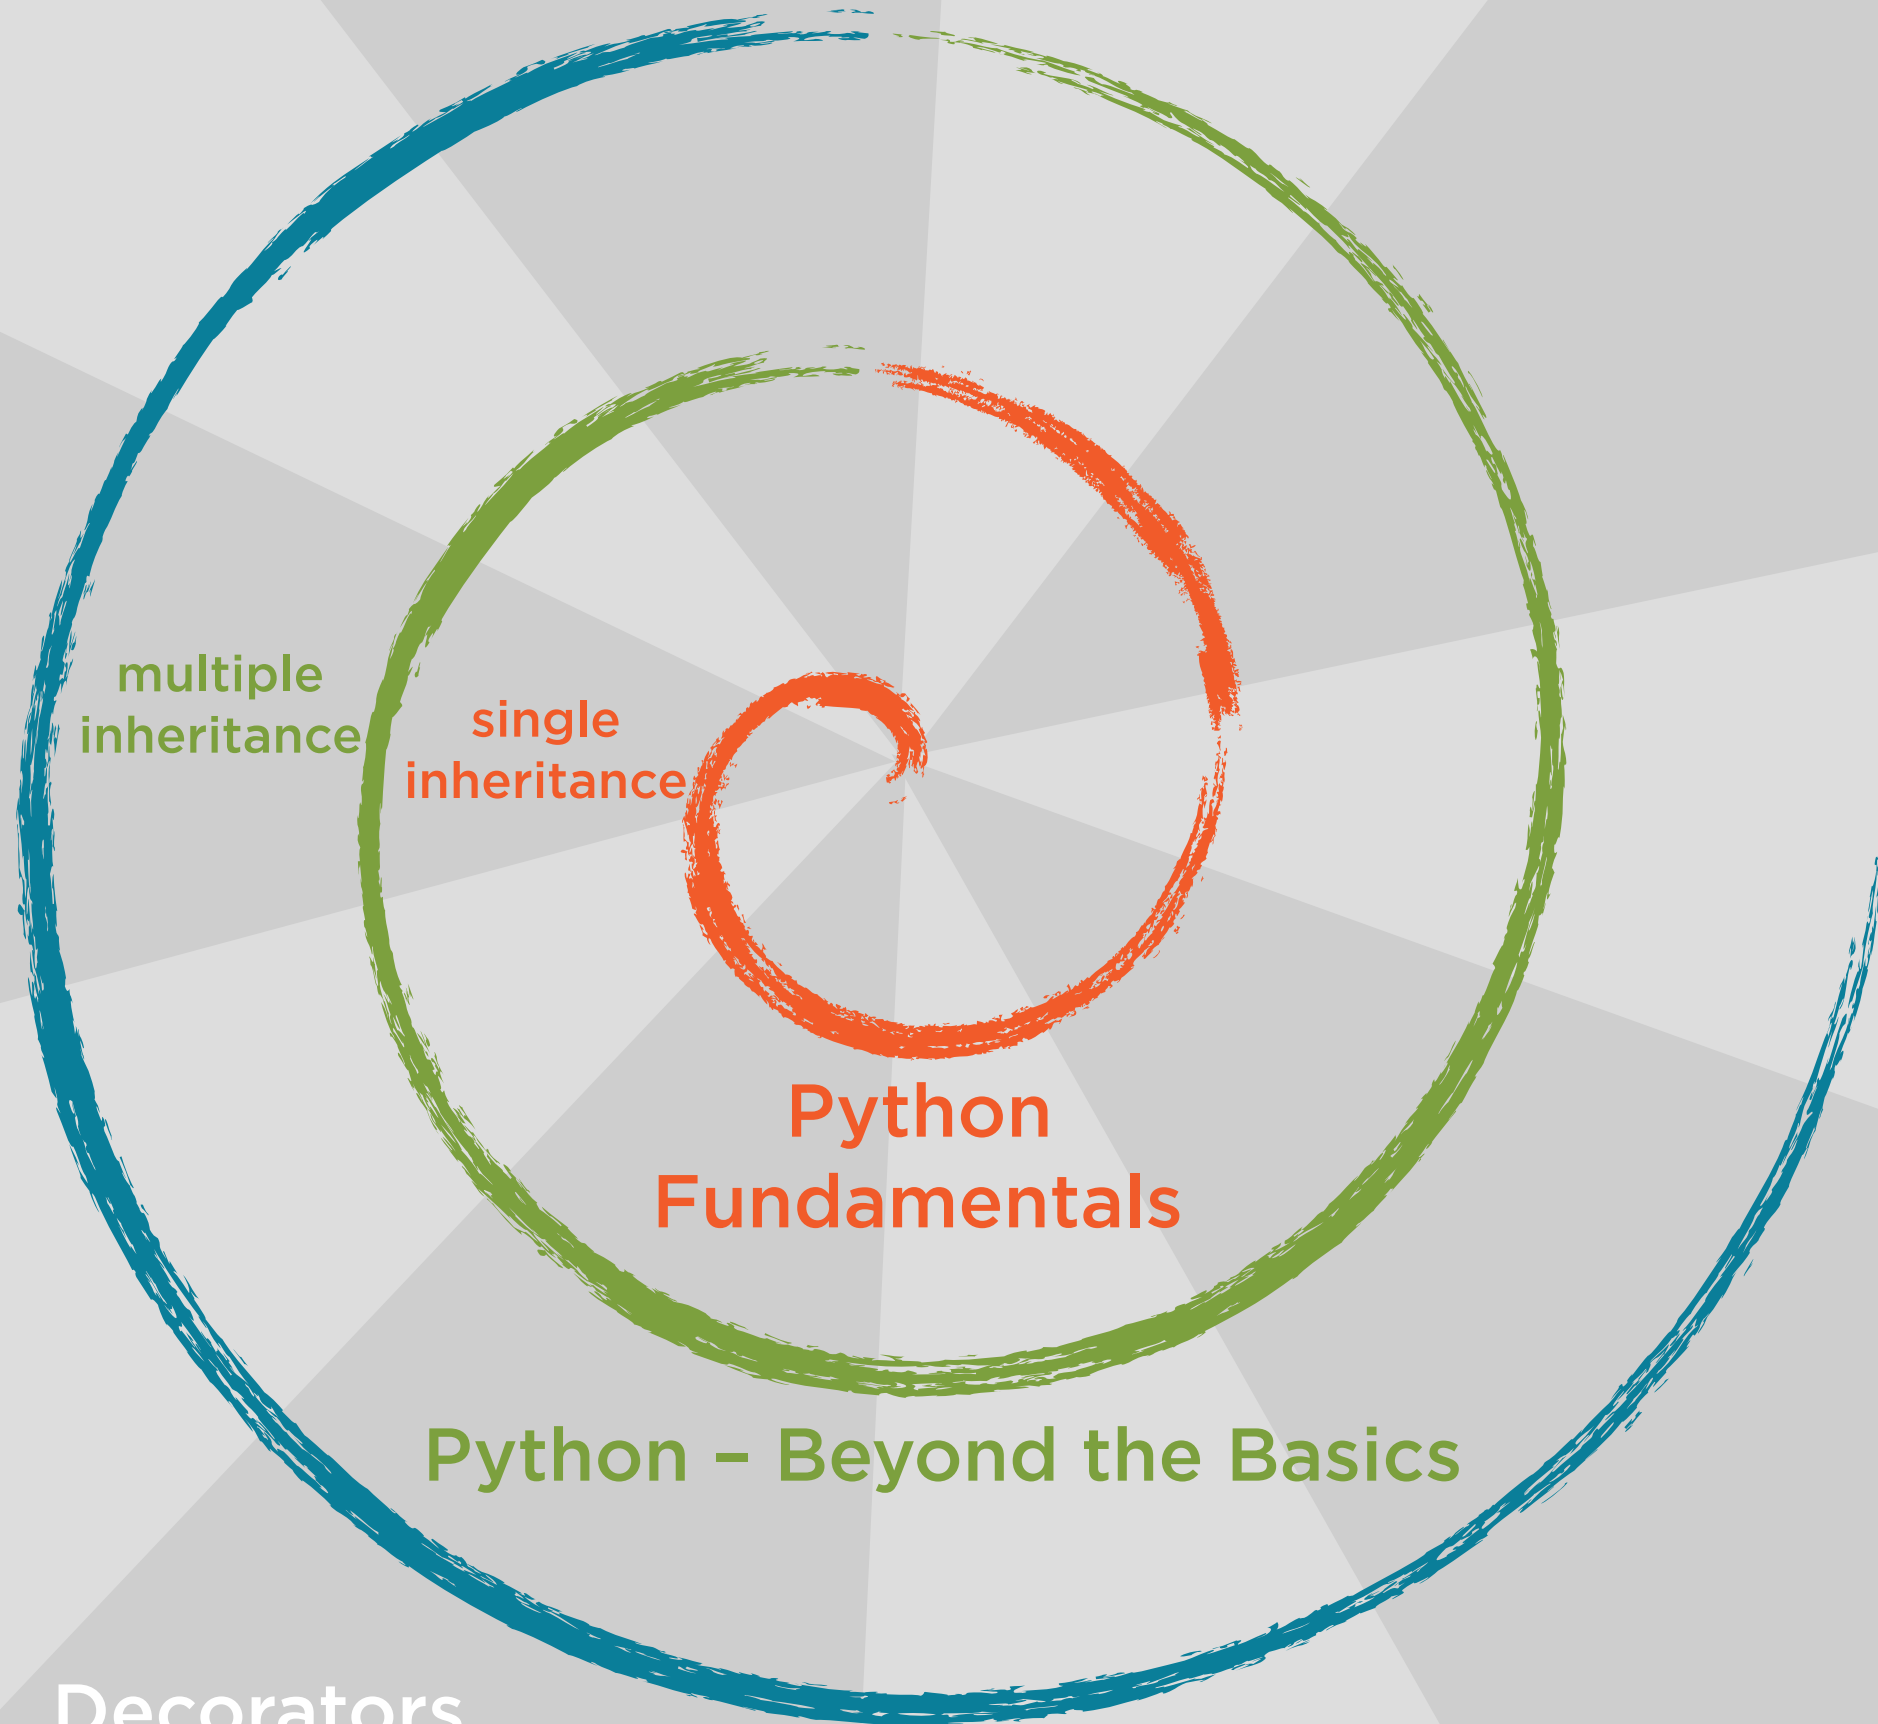 multiple
inheritance
single
inheritance
Python
Fundamentals
Python – Beyond the Basics
Decorators